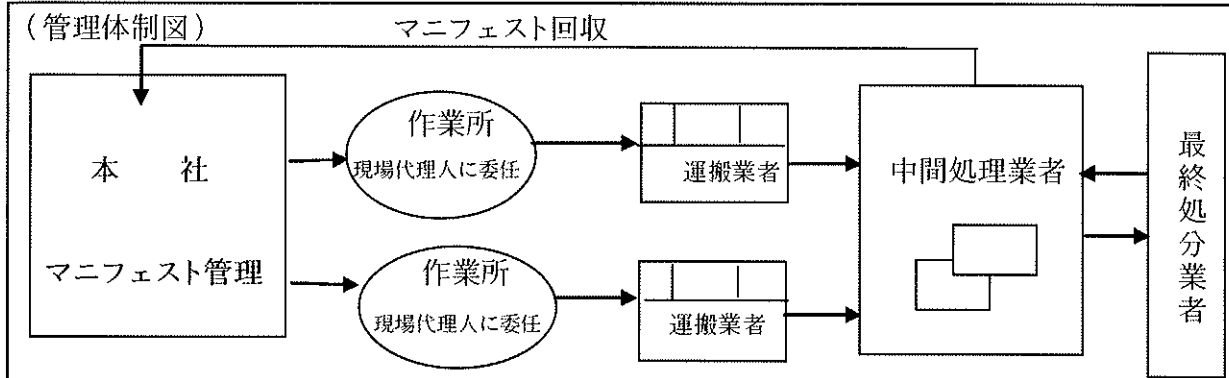 （管理体制図）
マニフェスト回収
本　　社
マニフェスト管理
作業所
現場代理人に委任
運搬業者
作業所
現場代理人に委任
運搬業者
中間処理業者
最終処分業者